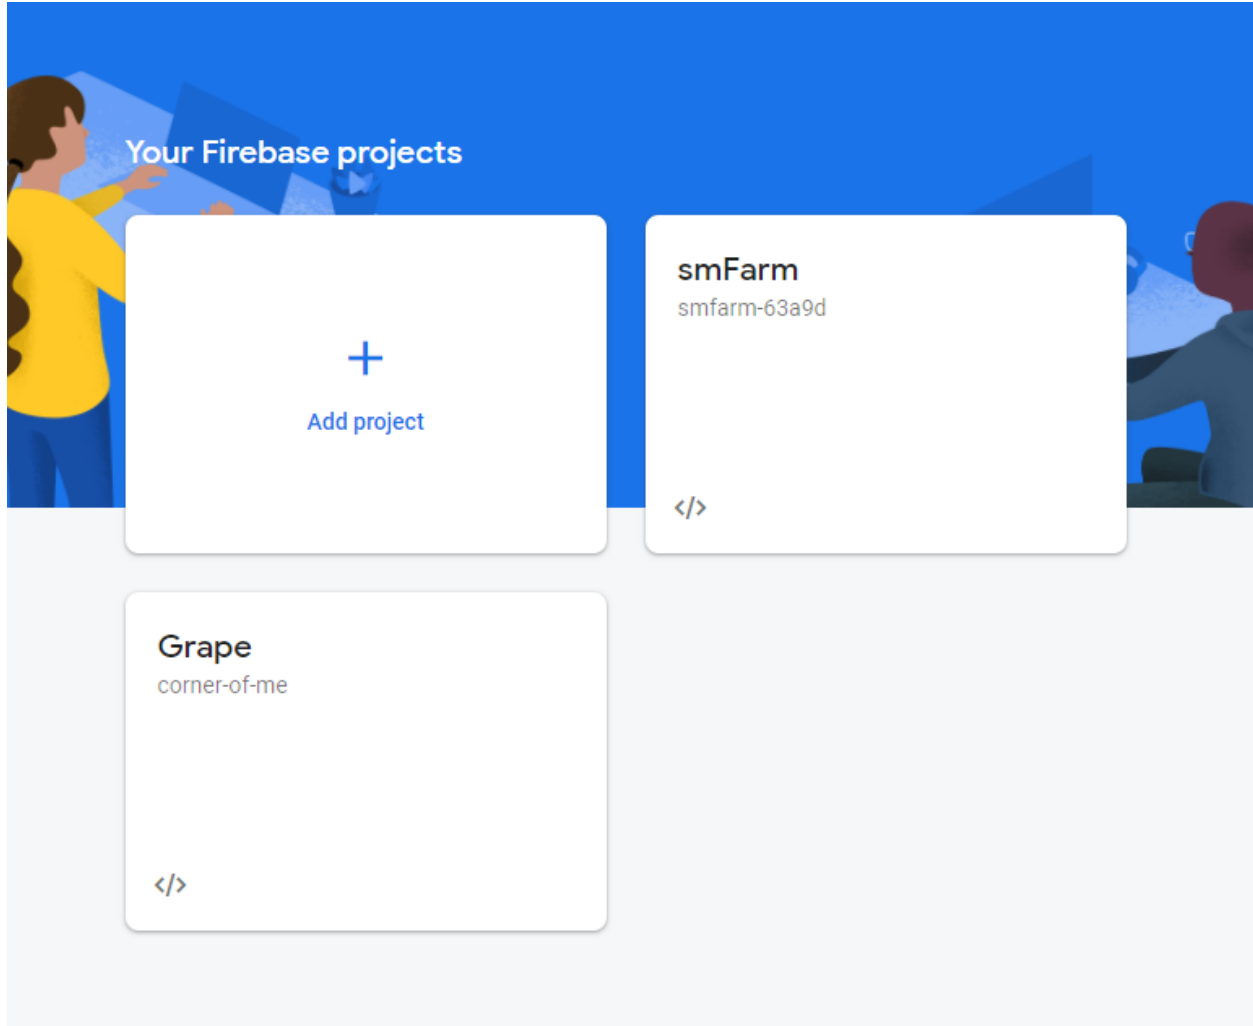 Your Firebase projects
Add project
smFarm
smfarm-63a9d
</>
Grape
corner-of-me
</>